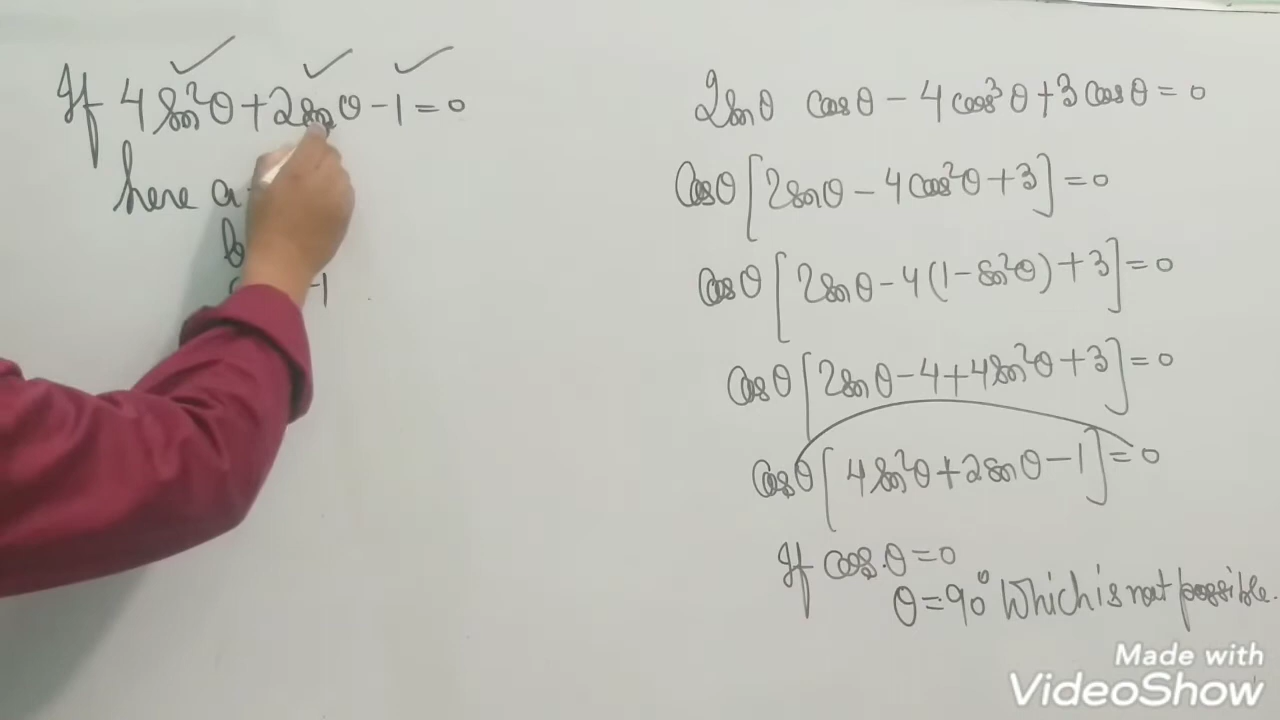 If 4 sin²θ + 2 sinθ - 1 = 0
here a
b
-1
2 sinθ cosθ - 4 cos³θ + 3 cosθ = 0
cosθ [2 sinθ - 4 cos²θ + 3] = 0
cosθ [2 sinθ - 4(1 - sin²θ) + 3] = 0
cosθ [2 sinθ - 4 + 4 sin²θ + 3] = 0
cosθ [4 sin²θ + 2 sinθ - 1] = 0
If cos.θ = 0
θ = 90° Which is not possible.
Made with
VideoShow